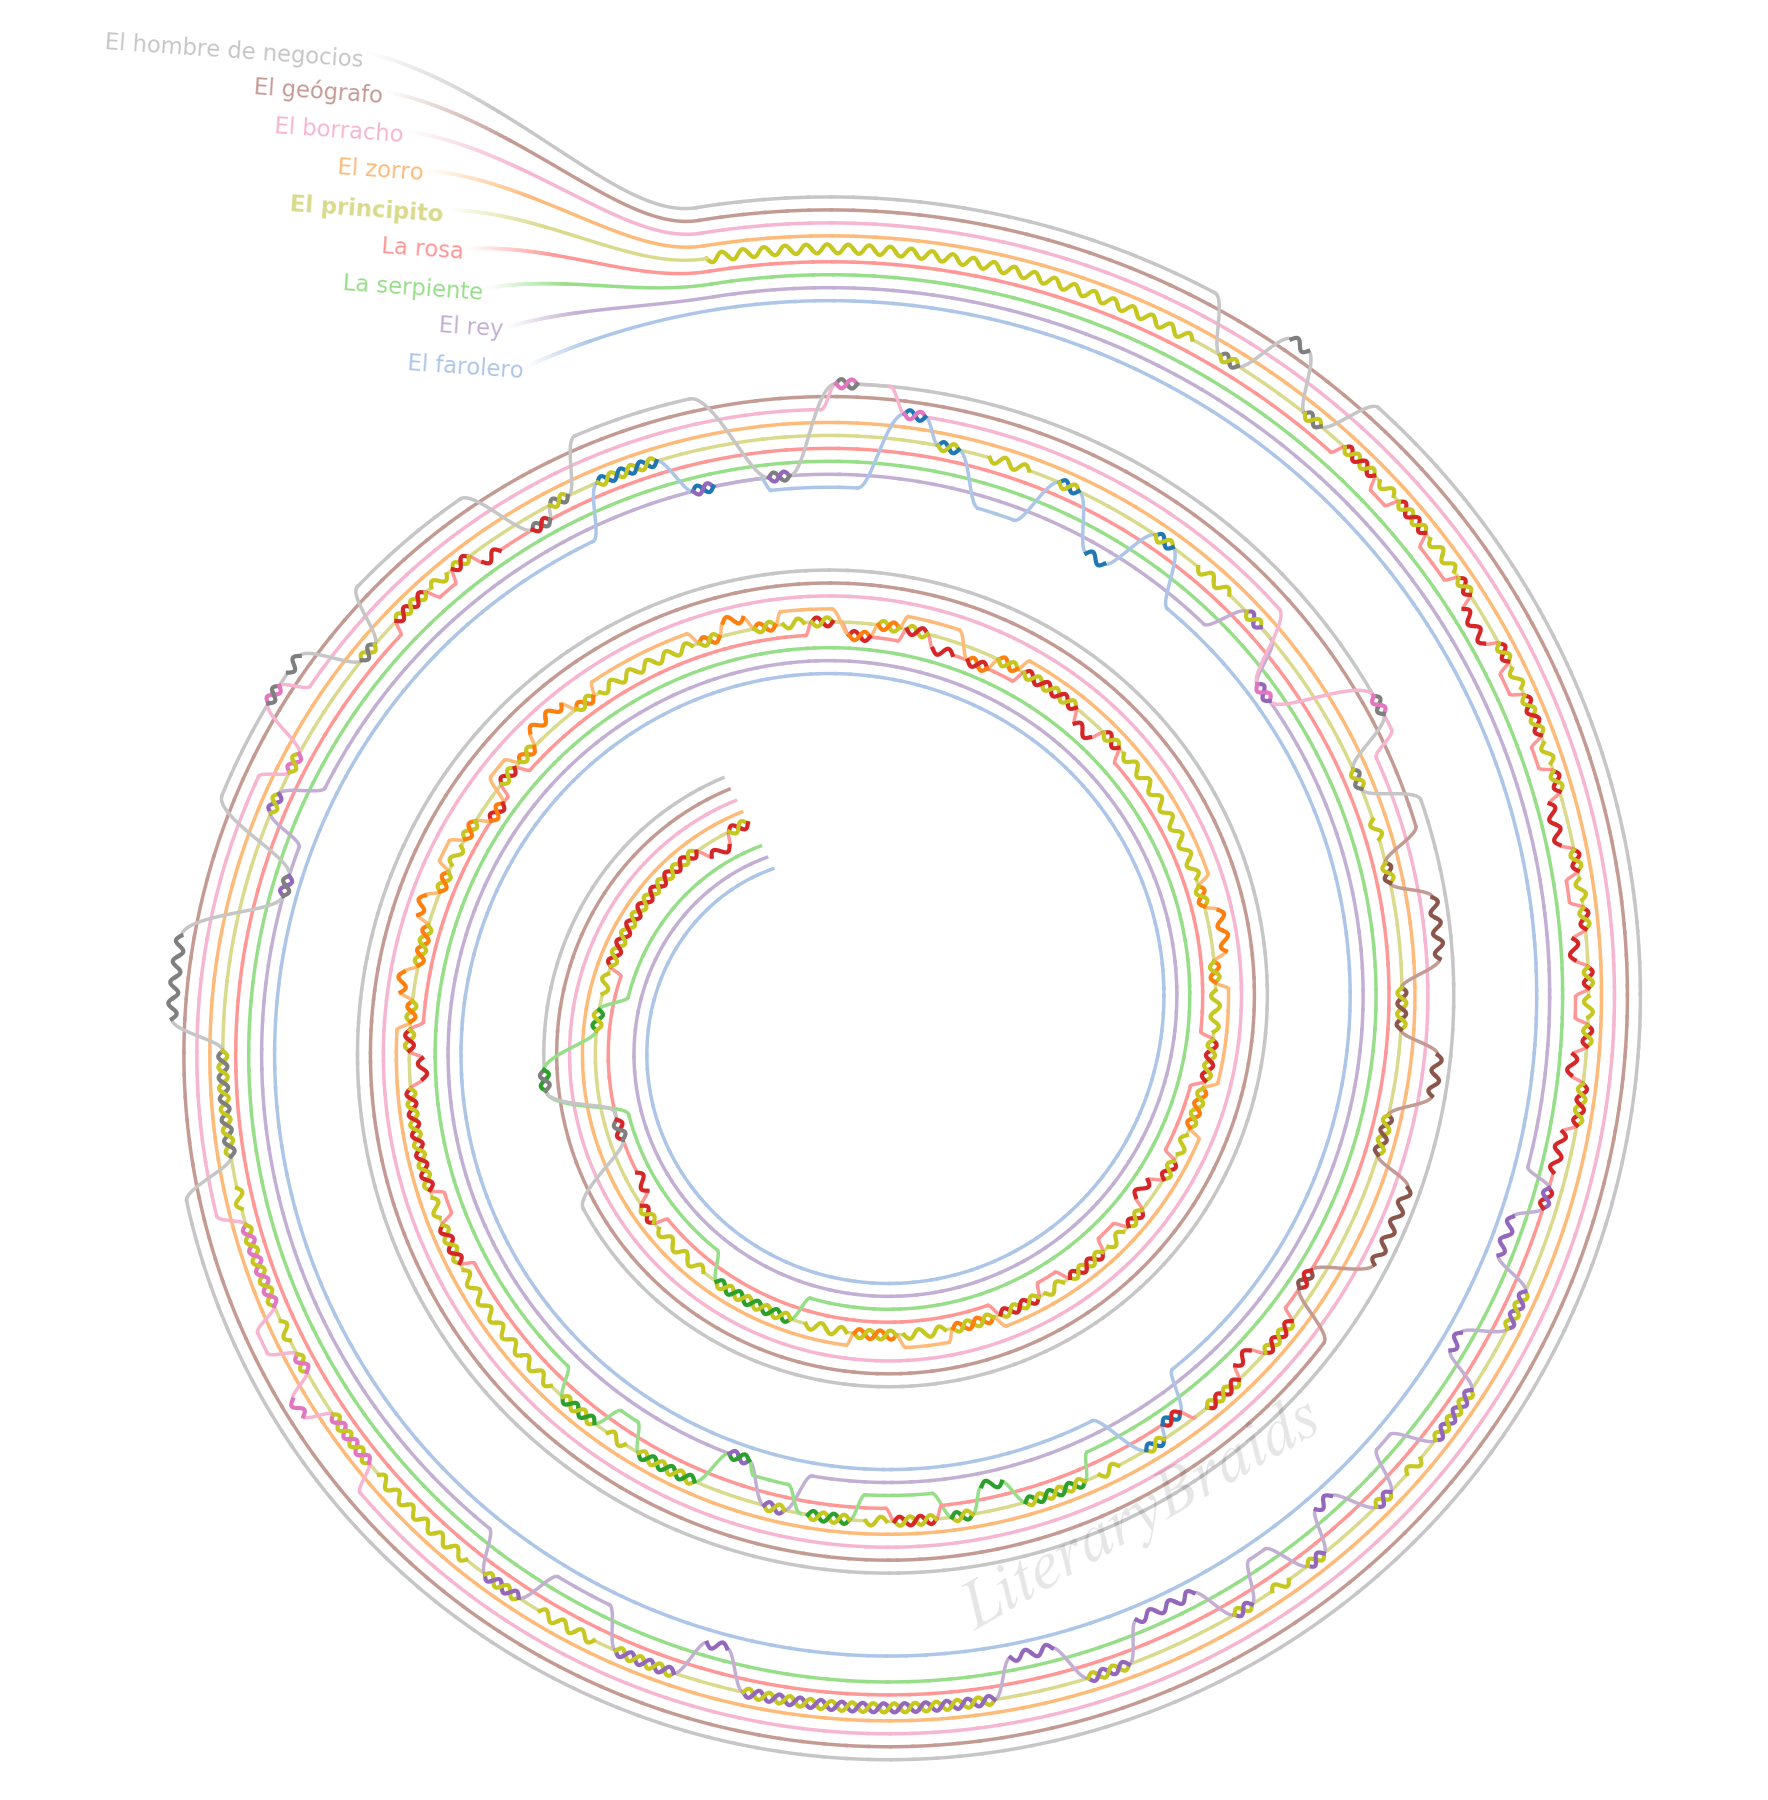 El hombre de negocios
El geógrafo
El borracho
El zorro
El principito
La rosa
La serpiente
El rey
El farolero
LiteraryBraids